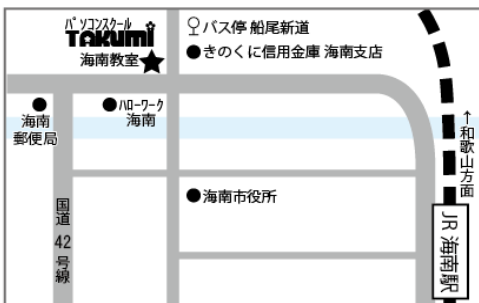 パソコンスクール
TAKUMI
海南教室
バス停 船尾新道
きのくに信用金庫 海南支店
海南
郵便局
ハローワーク
海南
↑和歌山方面
海南市役所
国道42号線
JR 海南駅